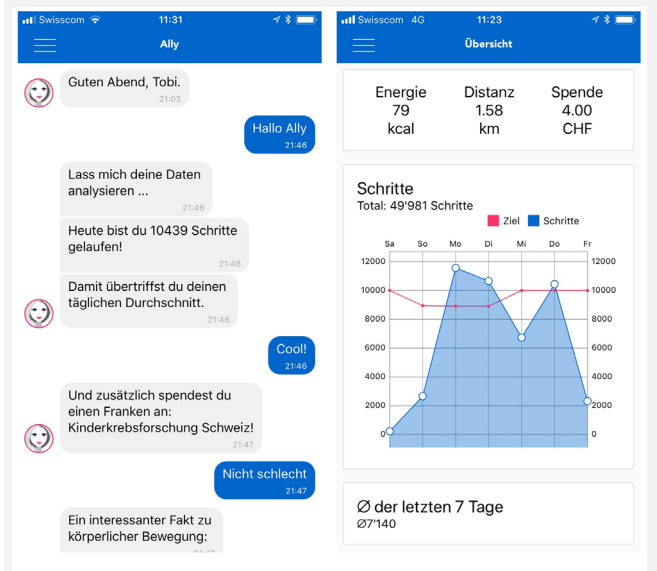 Swisscom 11:31
Ally
Guten Abend, Tobi.
21:03
Hallo Ally
21:46
Lass mich deine Daten
analysieren ...
21:46
Heute bist du 10439 Schritte
gelaufen!
21:46
Damit übertriffst du deinen
täglichen Durchschnitt.
21:46
Cool!
21:46
Und zusätzlich spendest du
einen Franken an:
Kinderkrebsforschung Schweiz!
21:47
Nicht schlecht
21:47
Ein interessanter Fakt zu
körperlicher Bewegung:
21:47
Swisscom 4G 11:23
Übersicht
Energie Distanz Spende
79 1.58 4.00
kcal km CHF
Schritte
Total: 49'981 Schritte
Ziel Schritte
Sa So Mo Di Mi Do Fr
12000 12000
10000 10000
8000 8000
6000 6000
4000 4000
2000 2000
0 0
Ø der letzten 7 Tage
Ø7'140